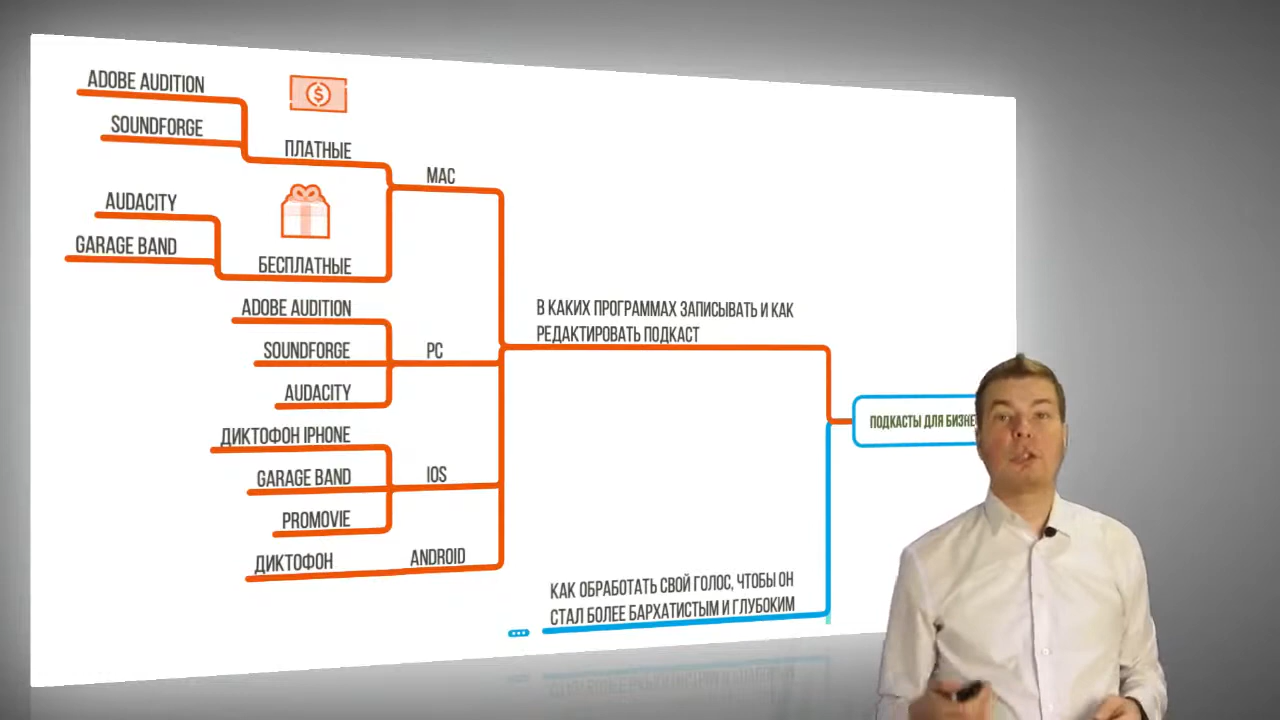 ADOBE AUDITION
SOUNDFORGE
ПЛАТНЫЕ
MAC
AUDACITY
GARAGE BAND
БЕСПЛАТНЫЕ
ADOBE AUDITION
SOUNDFORGE
PC
AUDACITY
В КАКИХ ПРОГРАММАХ ЗАПИСЫВАТЬ И КАК
РЕДАКТИРОВАТЬ ПОДКАСТ
ДИКТОФОН IPHONE
GARAGE BAND
IOS
PROMOVIE
ДИКТОФОН
ANDROID
ПОДКАСТЫ ДЛЯ
КАК ОБРАБОТАТЬ СВОЙ ГОЛОС, ЧТОБЫ ОН
СТАЛ БОЛЕЕ БАРХАТИСТЫМ И ГЛУБОКИМ